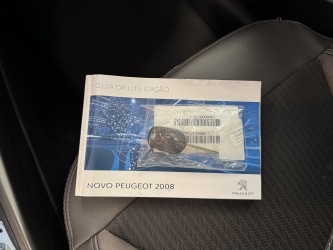 GUIA DE UTILIZAÇÃO
NOVO PEUGEOT 2008
PEUGEOT